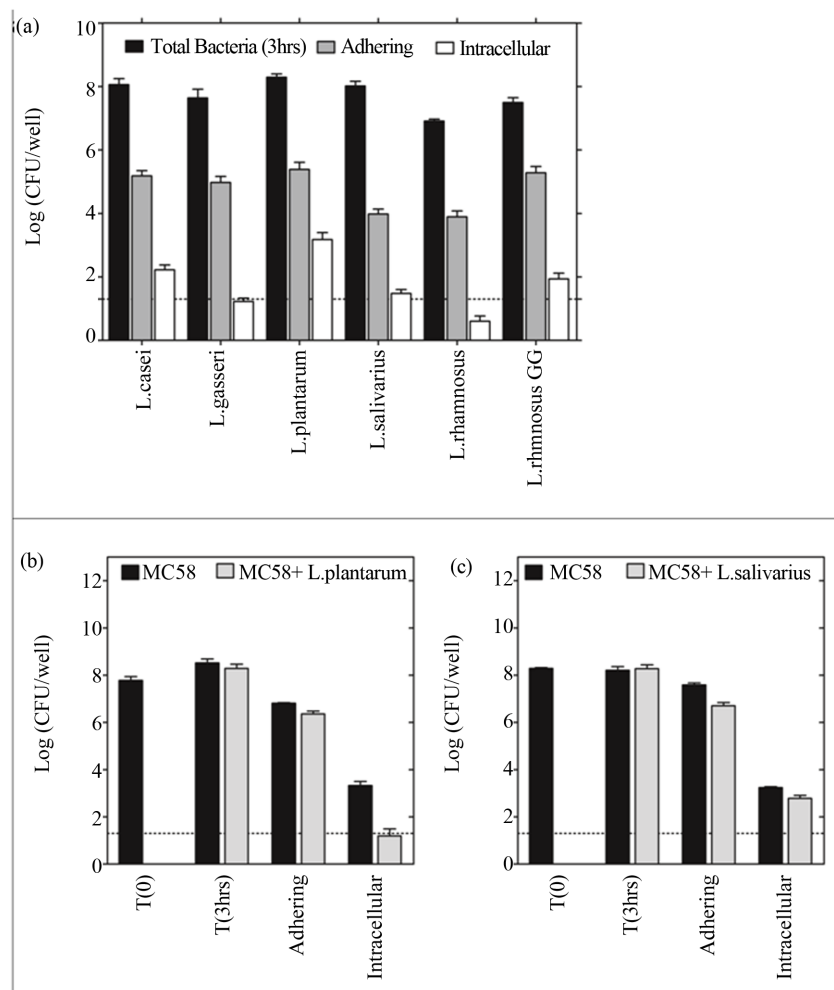 (a)
10
8
6
4
2
0
Log (CFU/well)
Total Bacteria (3hrs) Adhering Intracellular
L.casei
L.gasseri
L.plantarum
L.salivarius
L.rhamnosus
L.rhmnosus GG
(b)
12
10
8
6
4
2
0
Log (CFU/well)
MC58 MC58+ L.plantarum
T(0)
T(3hrs)
Adhering
Intracellular
(c)
12
10
8
6
4
2
0
Log (CFU/well)
MC58 MC58+ L.salivarius
T(0)
T(3hrs)
Adhering
Intracellular